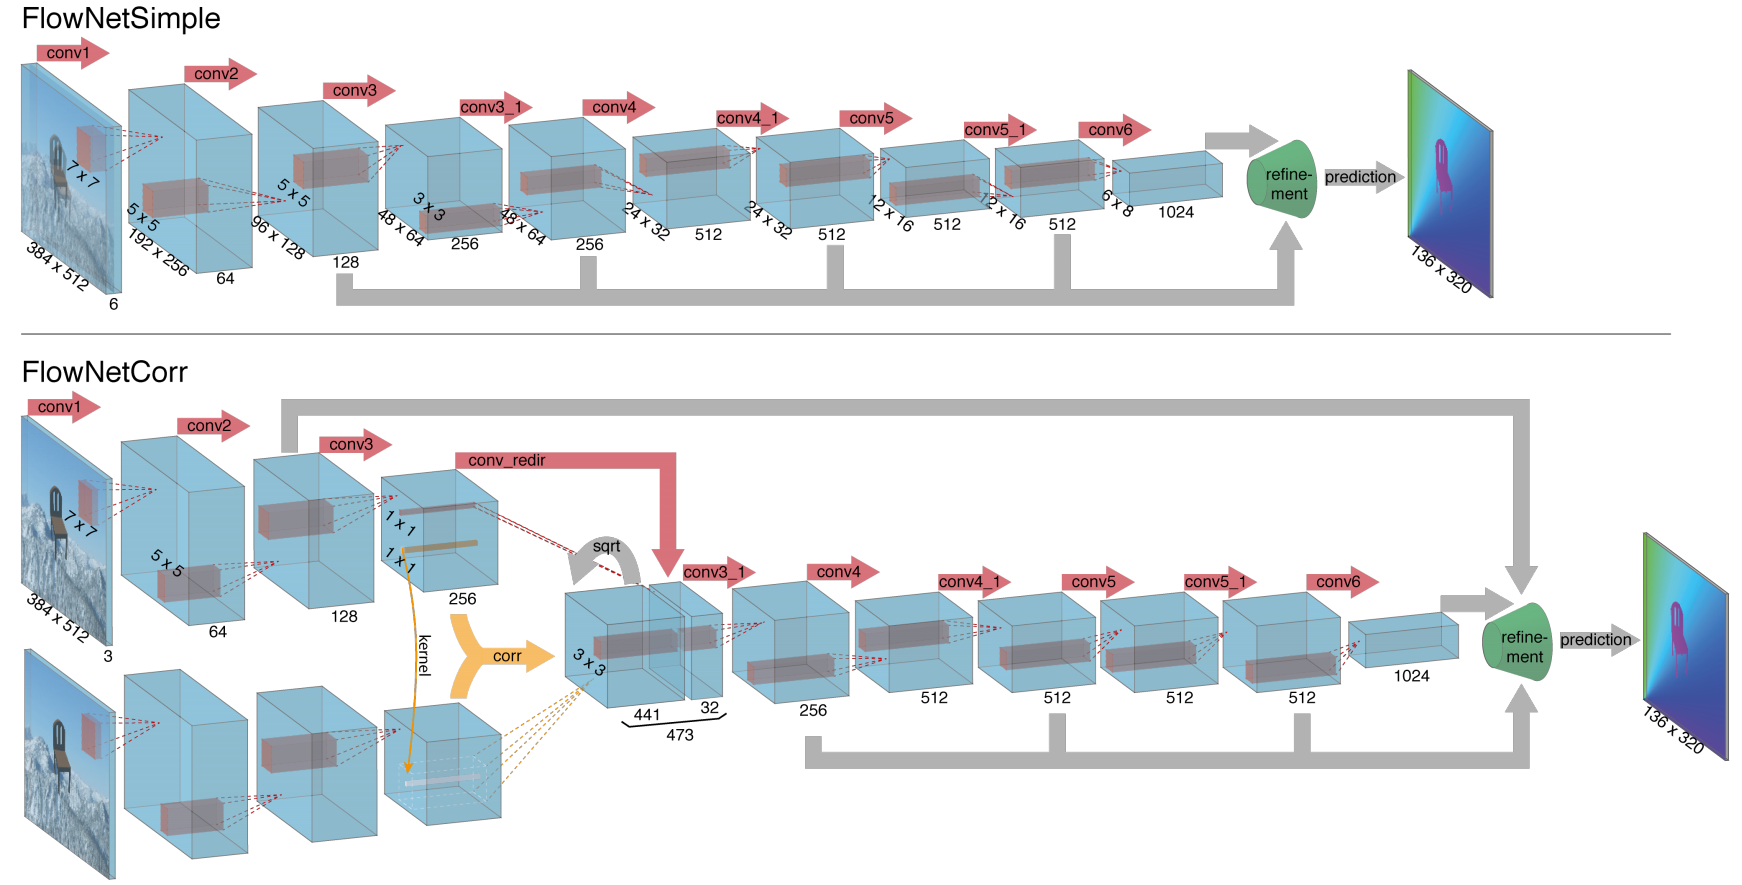 FlowNetSimple
conv1
conv2
conv3
conv3_1
conv4
conv4_1
conv5
conv5_1
conv6
7 x 7
5 x 5
5 x 5
3 x 3
384 x 512
192 x 256
96 x 128
48 x 64
48 x 64
24 x 32
24 x 32
12 x 16
12 x 16
6 x 8
6
64
128
256
256
512
512
512
512
1024
refine-
ment
prediction
136 x 320
FlowNetCorr
conv1
conv2
conv3
conv_redir
sqrt
conv3_1
conv4
conv4_1
conv5
conv5_1
conv6
7 x 7
5 x 5
1 x 1
1 x 1
384 x 512
3
64
128
256
kernel
corr
3 x 3
441
32
473
256
512
512
512
512
1024
refine-
ment
prediction
136 x 320